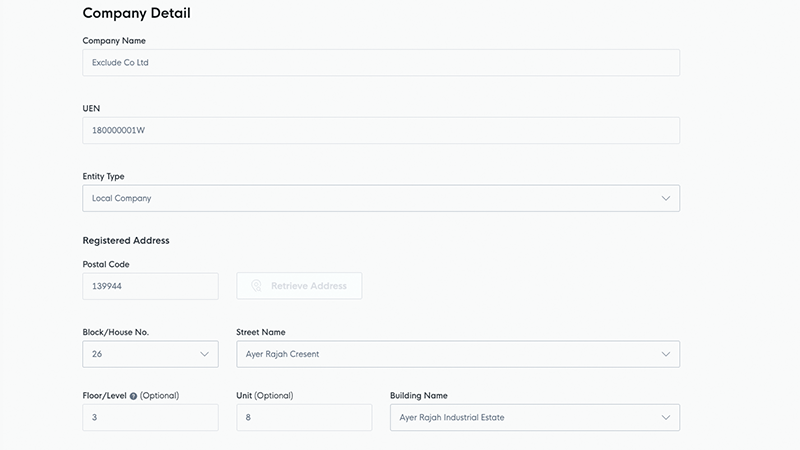 Company Detail
Company Name
Exclude Co Ltd
UEN
180000001W
Entity Type
Local Company
Registered Address
Postal Code
139944 Retrieve Address
Block/House No. Street Name
26 Ayer Rajah Cresent
Floor/Level ? (Optional) Unit (Optional) Building Name
3 8 Ayer Rajah Industrial Estate